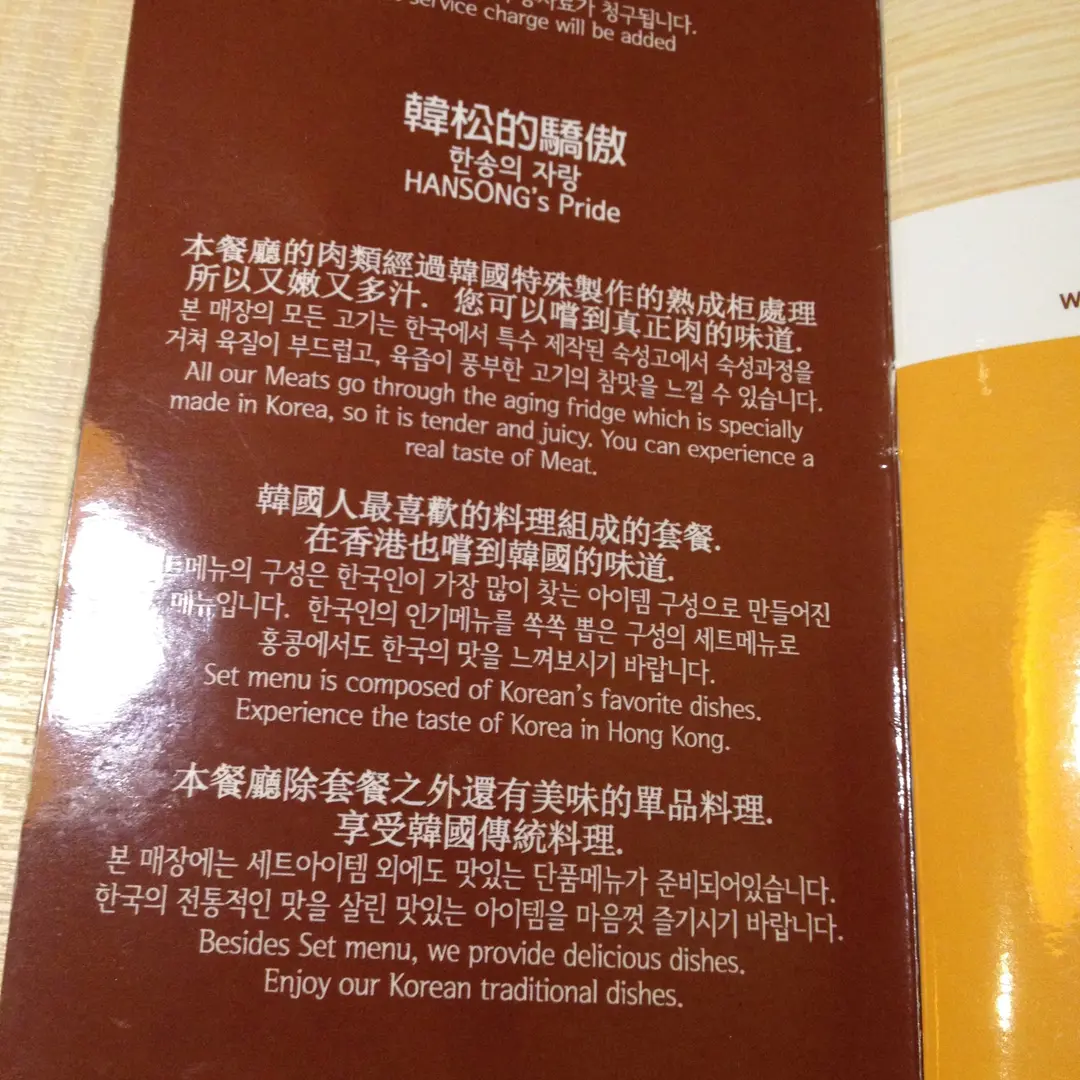 가 청구됩니다.
service charge will be added
韓松的驕傲
한송의 자랑
HANSONG's Pride
本餐廳的肉類經過韓國特殊製作的熟成柜處理
所以又嫩又多汁. 您可以嚐到真正肉的味道.
본 매장의 모든 고기는 한국에서 특수 제작된 숙성고에서 숙성과정을
거쳐 육질이 부드럽고, 육즙이 풍부한 고기의 참맛을 느낄 수 있습니다.
All our Meats go through the aging fridge which is specially
made in Korea, so it is tender and juicy. You can experience a
real taste of Meat.
韓國人最喜歡的料理組成的套餐.
在香港也嚐到韓國的味道.
트메뉴의 구성은 한국인이 가장 많이 찾는 아이템 구성으로 만들어진
메뉴입니다. 한국인의 인기메뉴를 쏙쏙 뽑은 구성의 세트메뉴로
홍콩에서도 한국의 맛을 느껴보시기 바랍니다.
Set menu is composed of Korean's favorite dishes.
Experience the taste of Korea in Hong Kong.
本餐廳除套餐之外還有美味的單品料理.
享受韓國傳統料理.
본 매장에는 세트아이템 외에도 맛있는 단품메뉴가 준비되어있습니다.
한국의 전통적인 맛을 살린 맛있는 아이템을 마음껏 즐기시기 바랍니다.
Besides Set menu, we provide delicious dishes.
Enjoy our Korean traditional dishes.
W